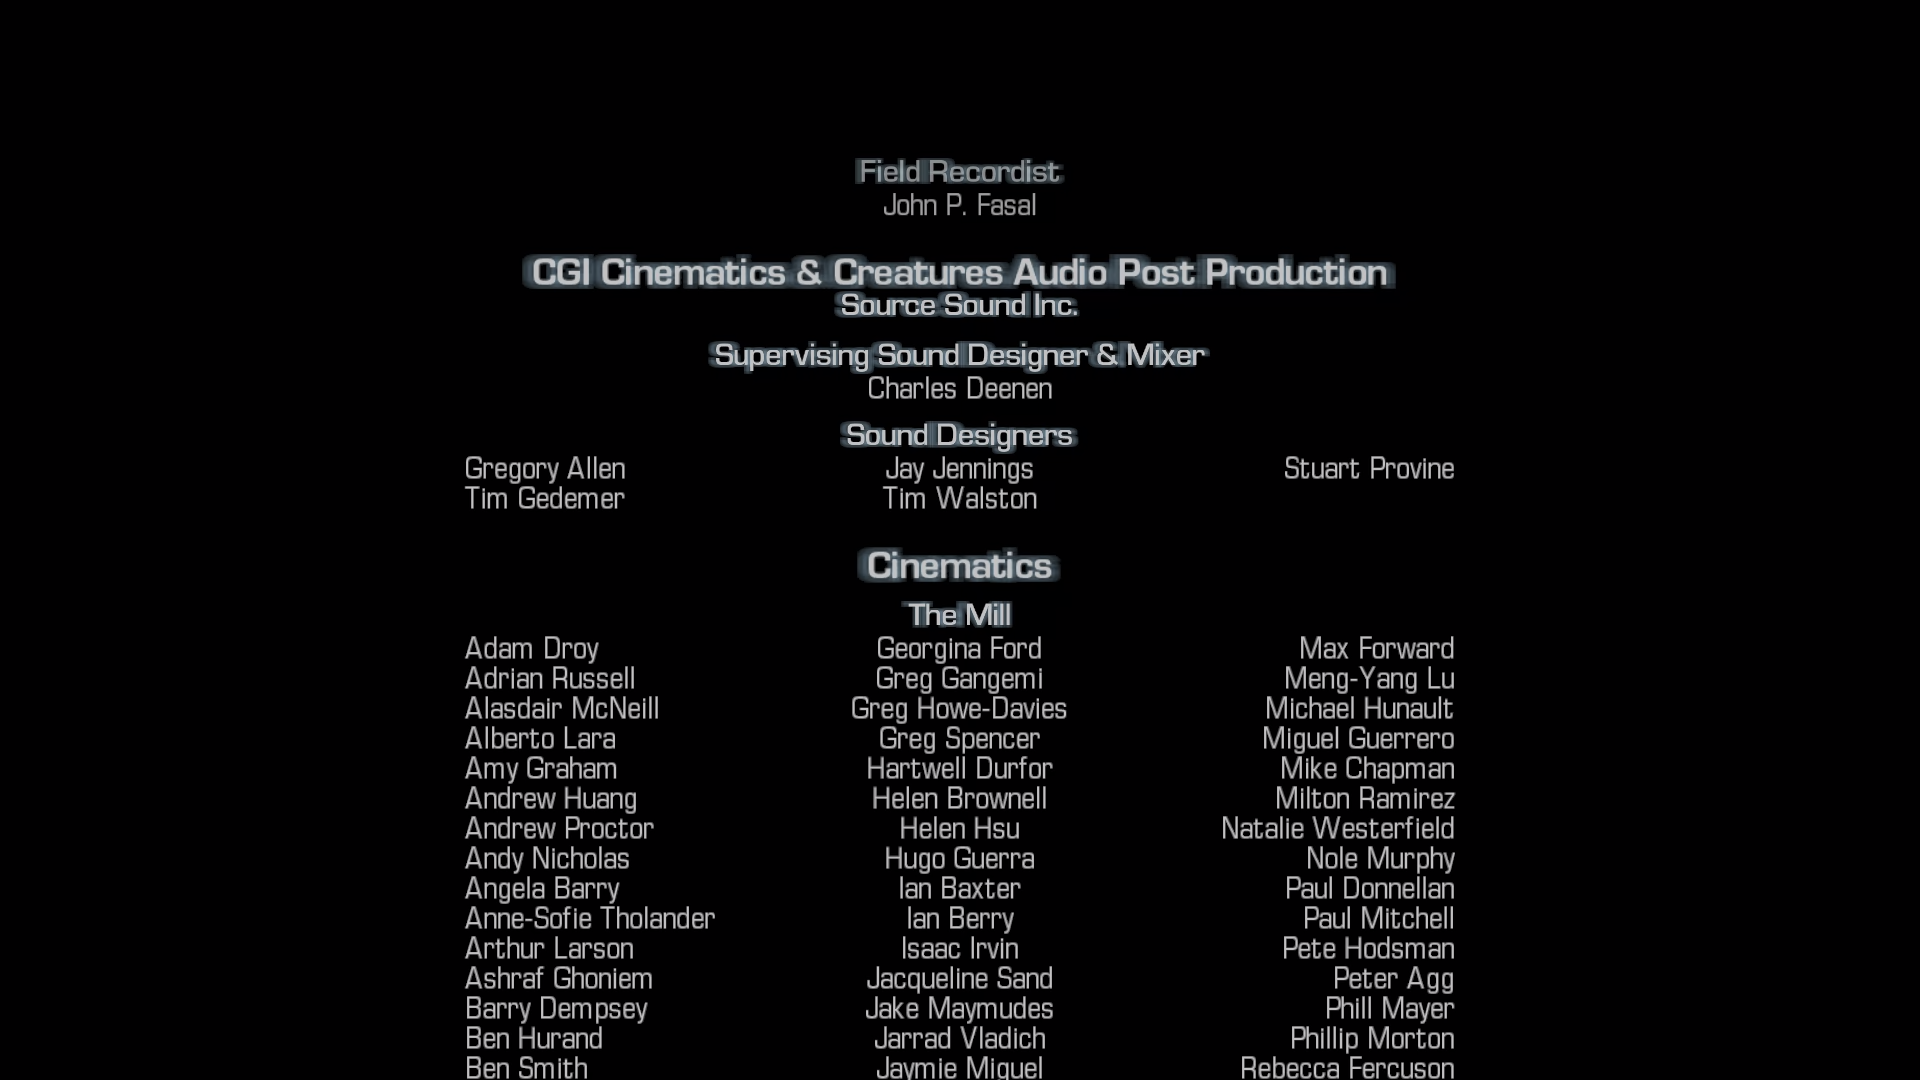 Field Recordist
John P. Fasal
CGI Cinematics & Creatures Audio Post Production
Source Sound Inc.
Supervising Sound Designer & Mixer
Charles Deenen
Sound Designers
Gregory Allen Jay Jennings Stuart Provine
Tim Gedemer Tim Walston
Cinematics
The Mill
Adam Droy Georgina Ford Max Forward
Adrian Russell Greg Gangemi Meng-Yang Lu
Alasdair McNeill Greg Howe-Davies Michael Hunault
Alberto Lara Greg Spencer Miguel Guerrero
Amy Graham Hartwell Durfor Mike Chapman
Andrew Huang Helen Brownell Milton Ramirez
Andrew Proctor Helen Hsu Natalie Westerfield
Andy Nicholas Hugo Guerra Nole Murphy
Angela Barry Ian Baxter Paul Donnellan
Anne-Sofie Tholander Ian Berry Paul Mitchell
Arthur Larson Isaac Irvin Pete Hodsman
Ashraf Ghoniem Jacqueline Sand Peter Agg
Barry Dempsey Jake Maymudes Phill Mayer
Ben Hurand Jarrad Vladich Phillip Morton
Ben Smith Jaymie Miguel Rebecca Ferguson